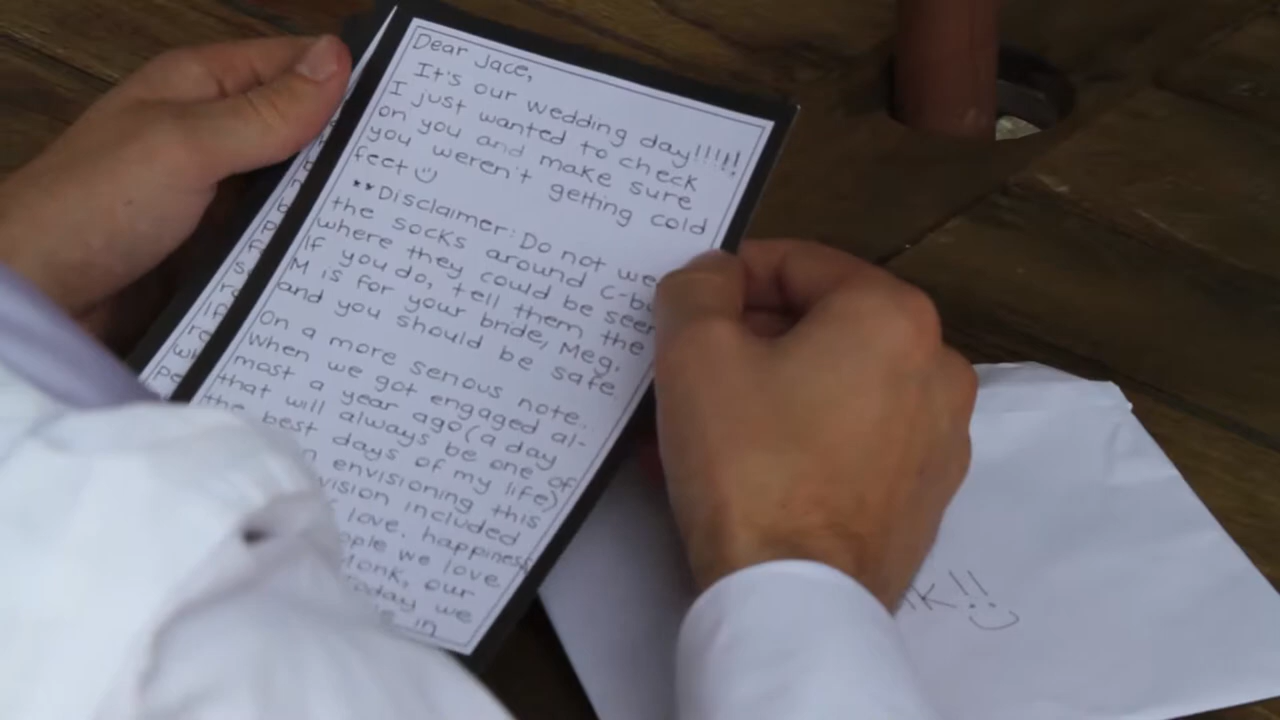 Dear Jace,
It's our wedding day!!!!!
I just wanted to check
on you and make sure
you weren't getting cold
feet
**Disclaimer: Do not
the socks around
where they could be seen
If you do, tell them the
M is for your bride, Meg,
and you should be safe
On a more serious note.
When we got engaged al-
most a year ago (a day
that will always be one of
the best days of my life)
envisioning this
vision included
love, happiness
we love
our
we
in